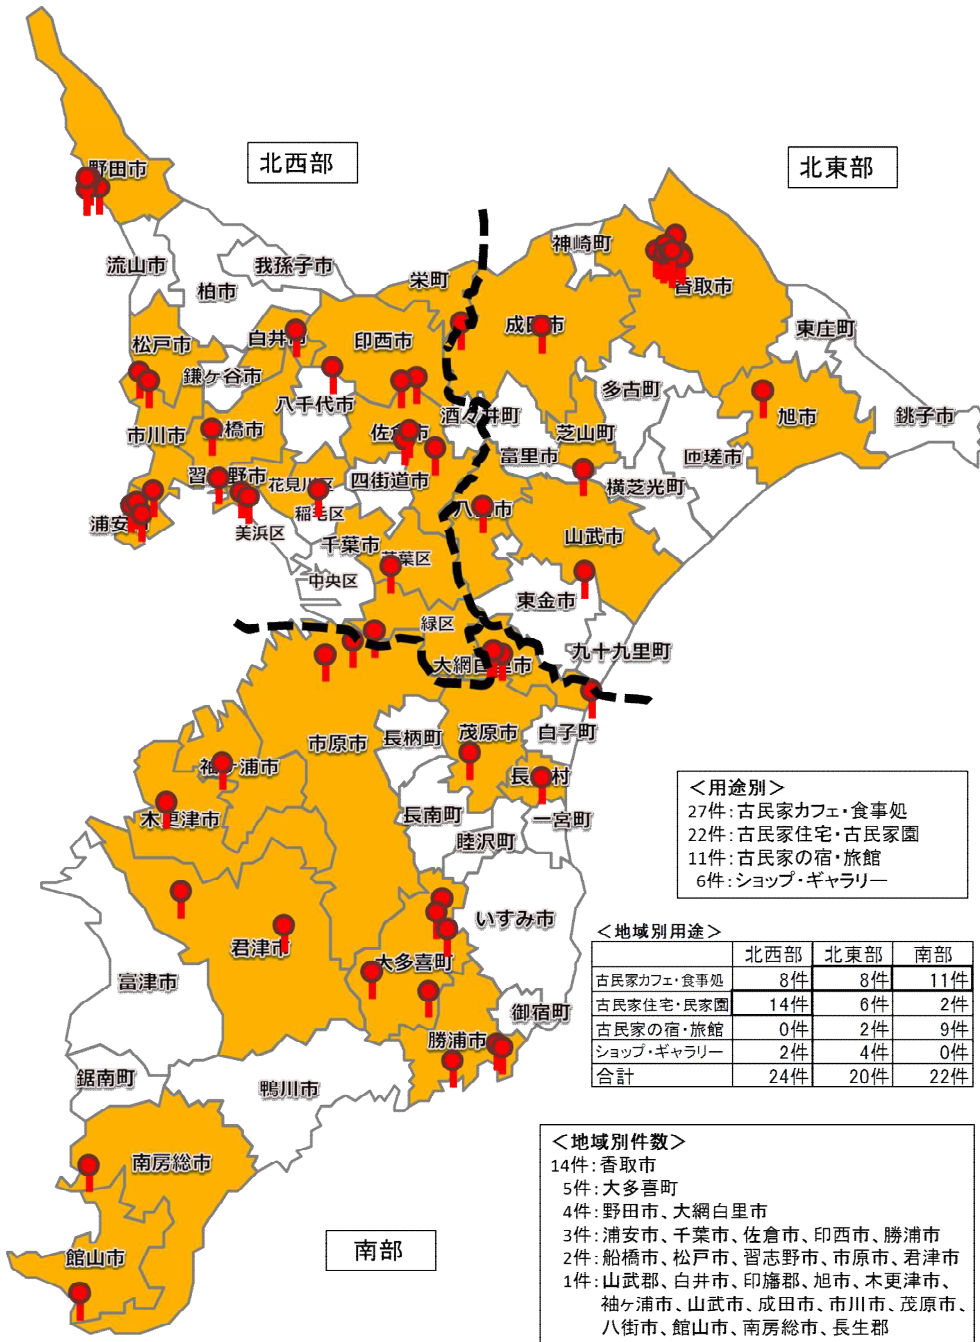 北西部
北東部
野田市
流山市
我孫子市
柏市
神崎町
香取市
栄町
成田市
東庄町
松戸市
白井市
印西市
鎌ヶ谷市
八千代市
多古町
酒々井町
旭市
銚子市
市川市
船橋市
佐倉市
富里市
芝山町
匝瑳市
習志野市
花見川区
四街道市
横芝光町
浦安市
稲毛区
八街市
美浜区
千葉市
若葉区
山武市
中央区
東金市
緑区
大網白里市
九十九里町
市原市
長柄町
茂原市
白子町
袖ヶ浦市
長生村
木更津市
長南町
一宮町
睦沢町
いすみ市
君津市
大多喜町
富津市
御宿町
勝浦市
鋸南町
鴨川市
南房総市
館山市
南部
＜用途別＞
27件：古民家カフェ・食事処
22件：古民家住宅・古民家園
11件：古民家の宿・旅館
6件：ショップ・ギャラリー
＜地域別用途＞
北西部 北東部 南部
古民家カフェ・食事処 8件 8件 11件
古民家住宅・民家園 14件 6件 2件
古民家の宿・旅館 0件 2件 9件
ショップ・ギャラリー 2件 4件 0件
合計 24件 20件 22件
＜地域別件数＞
14件：香取市
5件：大多喜町
4件：野田市、大網白里市
3件：浦安市、千葉市、佐倉市、印西市、勝浦市
2件：船橋市、松戸市、習志野市、市原市、君津市
1件：山武郡、白井市、印旛郡、旭市、木更津市、
袖ヶ浦市、山武市、成田市、市川市、茂原市、
八街市、館山市、南房総市、長生郡